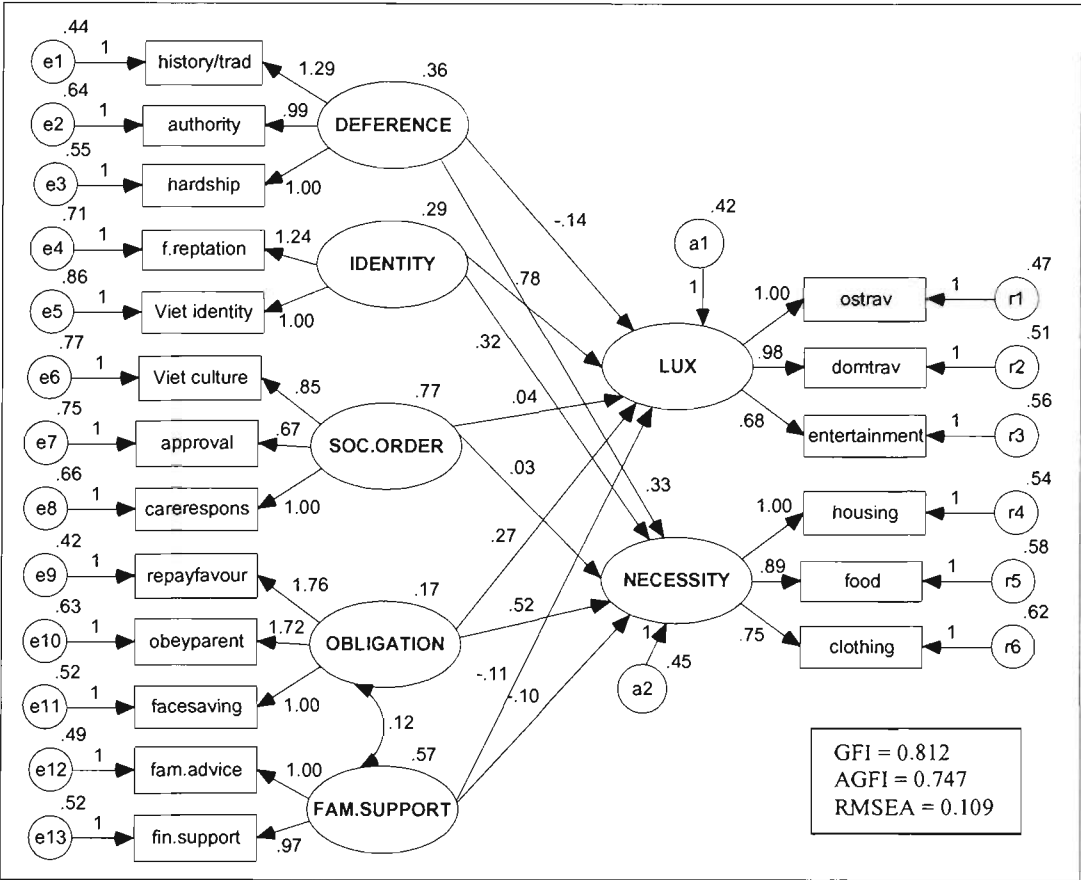 .44
e1
1
history/trad
1.29
.36
.64
e2
1
authority
.99
DEFERENCE
.55
e3
1
hardship
1.00
.71
e4
1
f.reptation
1.24
.29
IDENTITY
.86
e5
1
Viet identity
1.00
.77
e6
1
Viet culture
.85
.77
.75
e7
1
approval
.67
SOC.ORDER
.66
e8
1
carerespons
1.00
.42
e9
1
repayfavour
1.76
.17
.63
e10
1
obeyparent
1.72
OBLIGATION
.52
e11
1
facesaving
1.00
.12
.49
e12
1
fam.advice
1.00
.57
FAM.SUPPORT
.52
e13
1
fin.support
.97
-.14
.78
.32
.04
.03
.33
.27
.52
-.11
-.10
.42
a1
1
LUX
1.00
ostrav
1
.47
r1
.98
domtrav
1
.51
r2
.68
entertainment
1
.56
r3
NECESSITY
1
a2
.45
1.00
housing
1
.54
r4
.89
food
1
.58
r5
.75
clothing
1
.62
r6
GFI = 0.812
AGFI = 0.747
RMSEA = 0.109